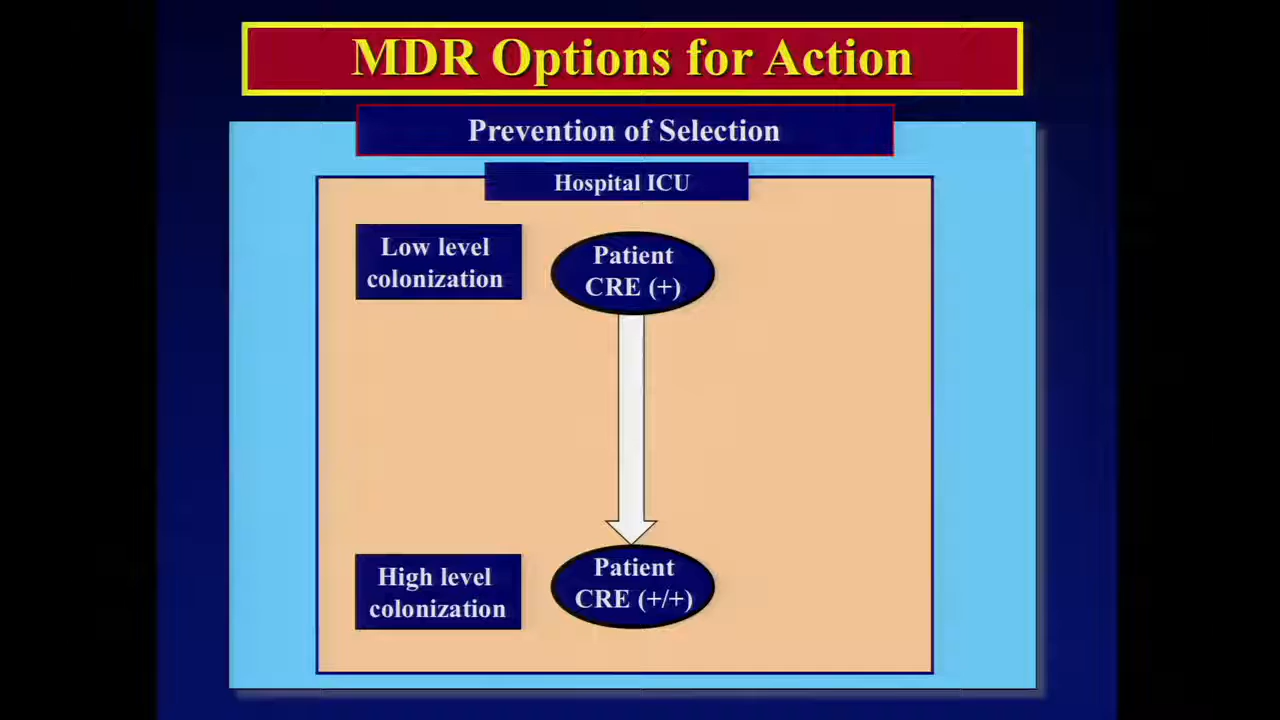 MDR Options for Action
Prevention of Selection
Hospital ICU
Low level
colonization
Patient
CRE (+)
High level
colonization
Patient
CRE (+/+)